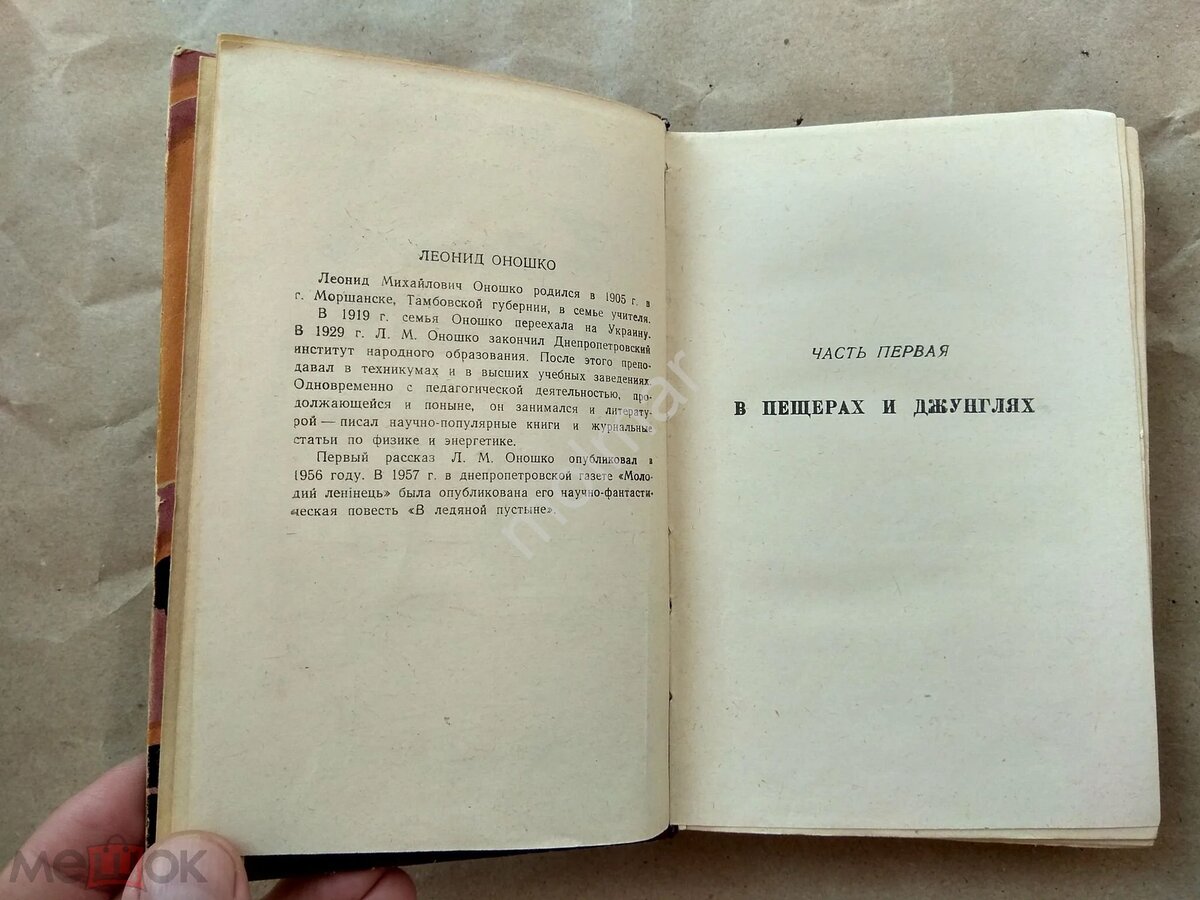 ЛЕОНИД ОНОШКО
Леонид Михайлович Оношко родился в 1905 г. в
г. Моршанске, Тамбовской губернии, в семье учителя.
В 1919 г. семья Оношко переехала на Украину.
В 1929 г. Л. М. Оношко закончил Днепропетровский
институт народного образования. После этого препо-
давал в техникумах и в высших учебных заведениях.
Одновременно с педагогической деятельностью, про-
должающейся и поныне, он занимался и литерату-
рой — писал научно-популярные книги и журнальные
статьи по физике и энергетике.
Первый рассказ Л. М. Оношко опубликовал в
1956 году. В 1957 г. в днепропетровской газете «Моло-
дий ленінець» была опубликована его научно-фантасти-
ческая повесть «В ледяной пустыне».
ЧАСТЬ ПЕРВАЯ
В ПЕЩЕРАХ И ДЖУНГЛЯХ
мешок